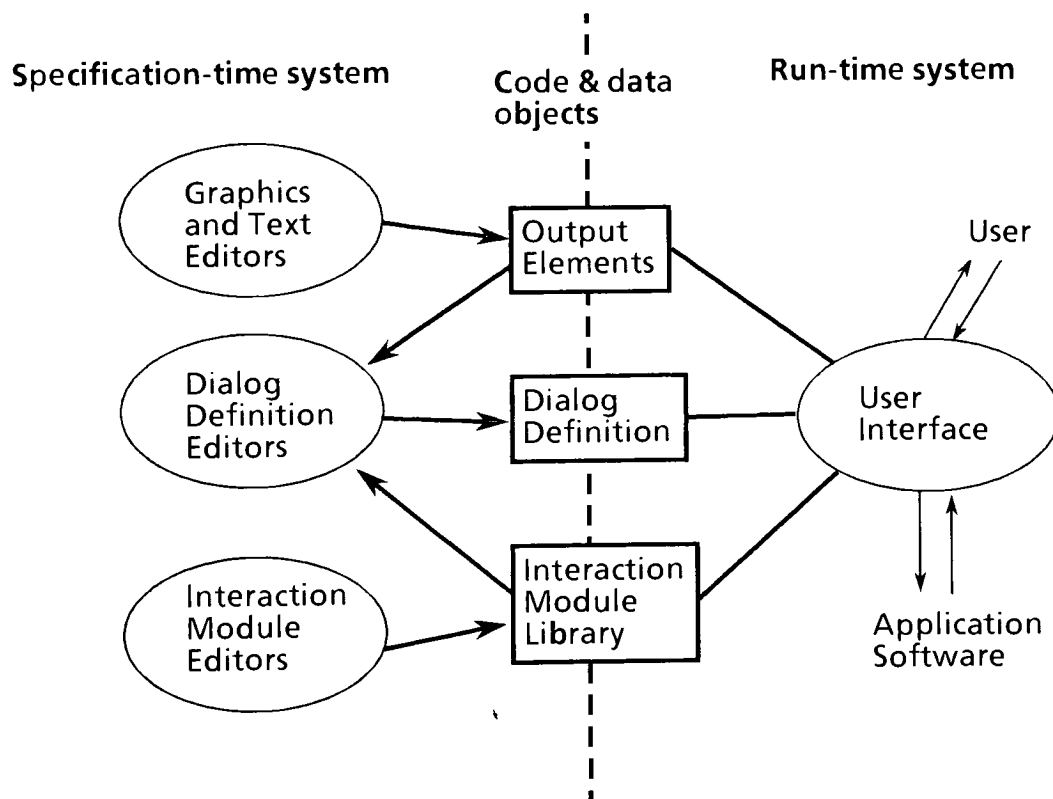 Specification-time system
Code & data
objects
Run-time system
Graphics
and Text
Editors
Output
Elements
User
Dialog
Definition
Editors
Dialog
Definition
User
Interface
Interaction
Module
Editors
Interaction
Module
Library
Application
Software